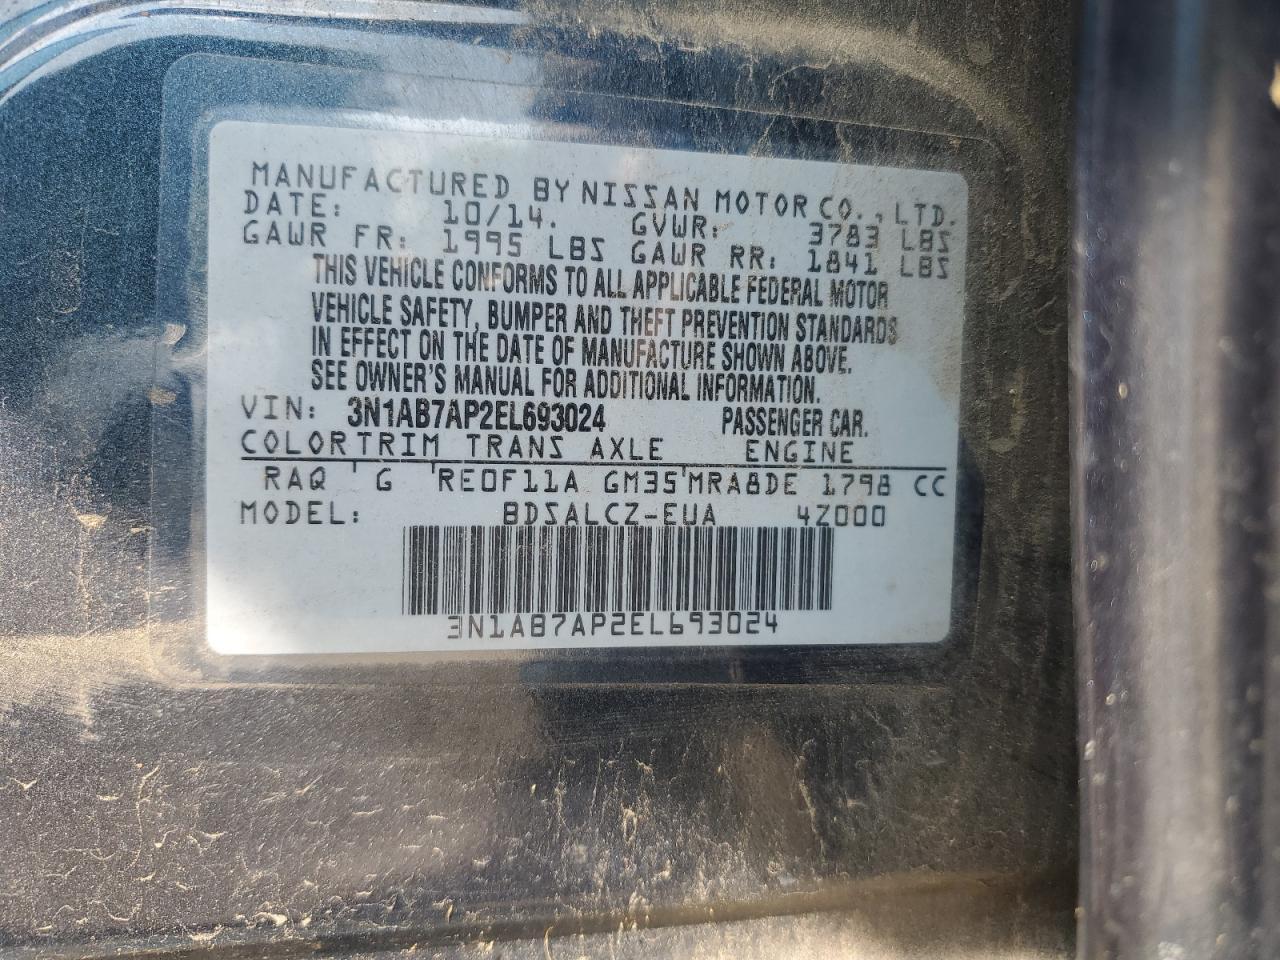 MANUFACTURED BY NISSAN MOTOR CO., LTD.
DATE: 10/14. GVWR: 3783 LBS
GAWR FR: 1995 LBS GAWR RR: 1841 LBS
THIS VEHICLE CONFORMS TO ALL APPLICABLE FEDERAL MOTOR
VEHICLE SAFETY, BUMPER AND THEFT PREVENTION STANDARDS
IN EFFECT ON THE DATE OF MANUFACTURE SHOWN ABOVE.
SEE OWNER'S MANUAL FOR ADDITIONAL INFORMATION.
VIN: 3N1AB7AP2EL693024 PASSENGER CAR.
COLORTRIM TRANS AXLE ENGINE
RAQ ' G 'RE0F11A GM35'MRA8DE 1798 CC
MODEL: BDSALCZ-EUA 4Z000
3N1AB7AP2EL693024